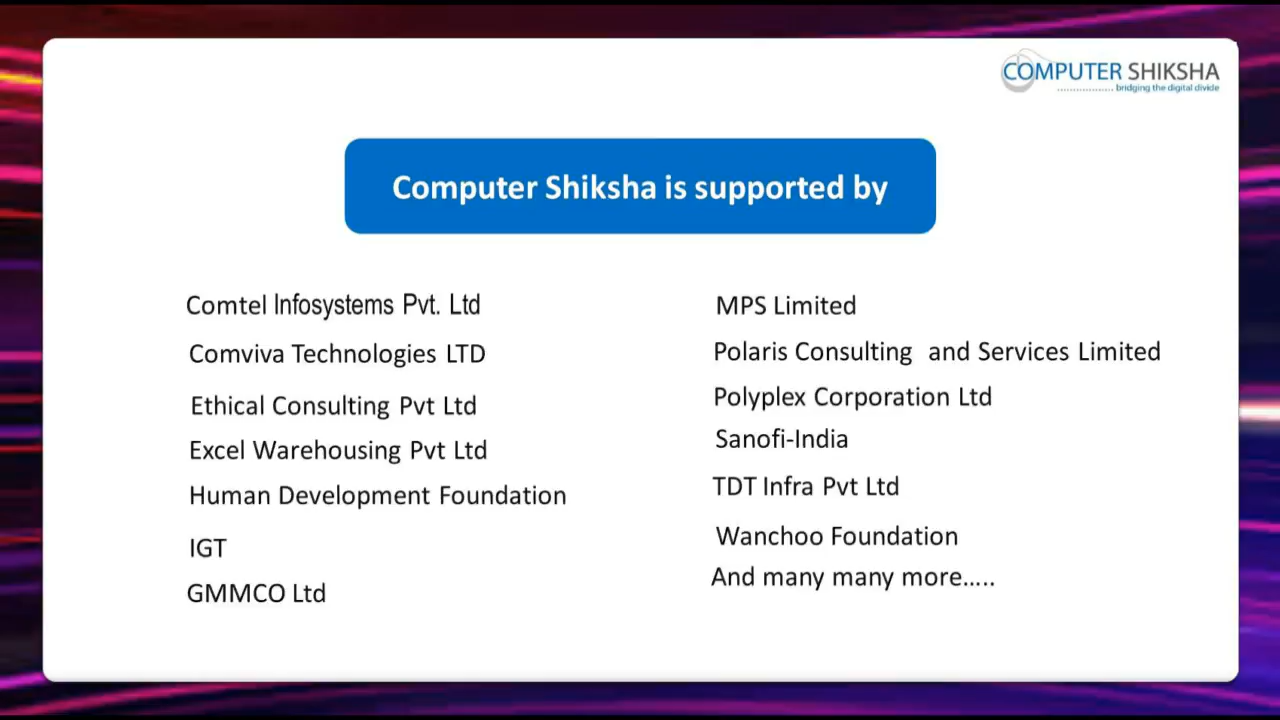 COMPUTER SHIKSHA
.............. bridging the digital divide
Computer Shiksha is supported by
Comtel Infosystems Pvt. Ltd
Comviva Technologies LTD
Ethical Consulting Pvt Ltd
Excel Warehousing Pvt Ltd
Human Development Foundation
IGT
GMMCO Ltd
MPS Limited
Polaris Consulting and Services Limited
Polyplex Corporation Ltd
Sanofi-India
TDT Infra Pvt Ltd
Wanchoo Foundation
And many many more.....